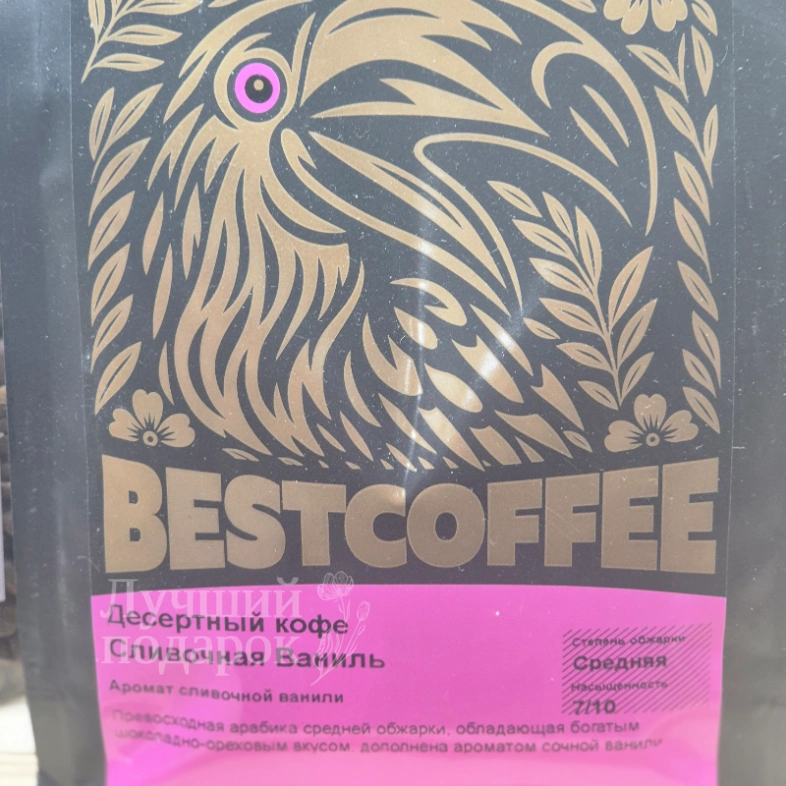 BESTCOFFEE
Лучший
подарок
Десертный кофе
Сливочная Ваниль
Аромат сливочной ванили
Степень обжарки
Средняя
Насыщенность
7/10
Превосходная арабика средней обжарки, обладающая богатым
шоколадно-ореховым вкусом, дополнена ароматом сочной ванили